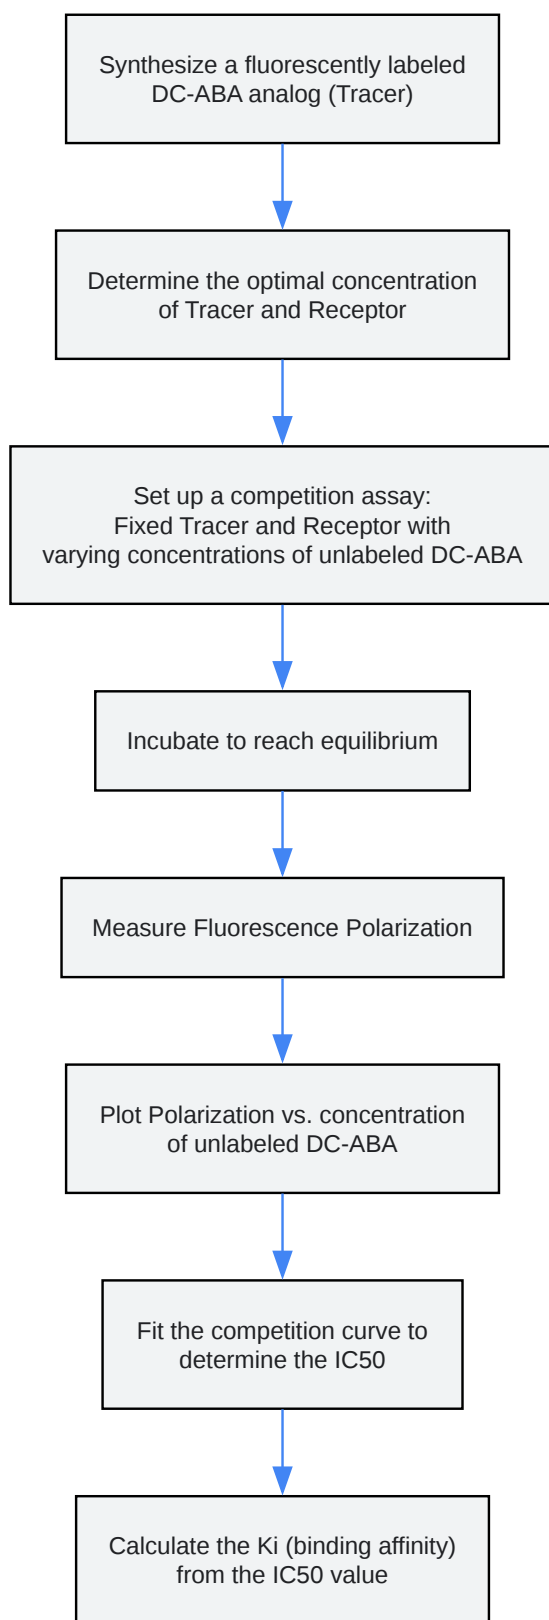 Synthesize a fluorescently labeled
DC-ABA analog (Tracer)
Determine the optimal concentration
of Tracer and Receptor
Set up a competition assay:
Fixed Tracer and Receptor with
varying concentrations of unlabeled DC-ABA
Incubate to reach equilibrium
Measure Fluorescence Polarization
Plot Polarization vs. concentration
of unlabeled DC-ABA
Fit the competition curve to
determine the IC50
Calculate the Ki (binding affinity)
from the IC50 value